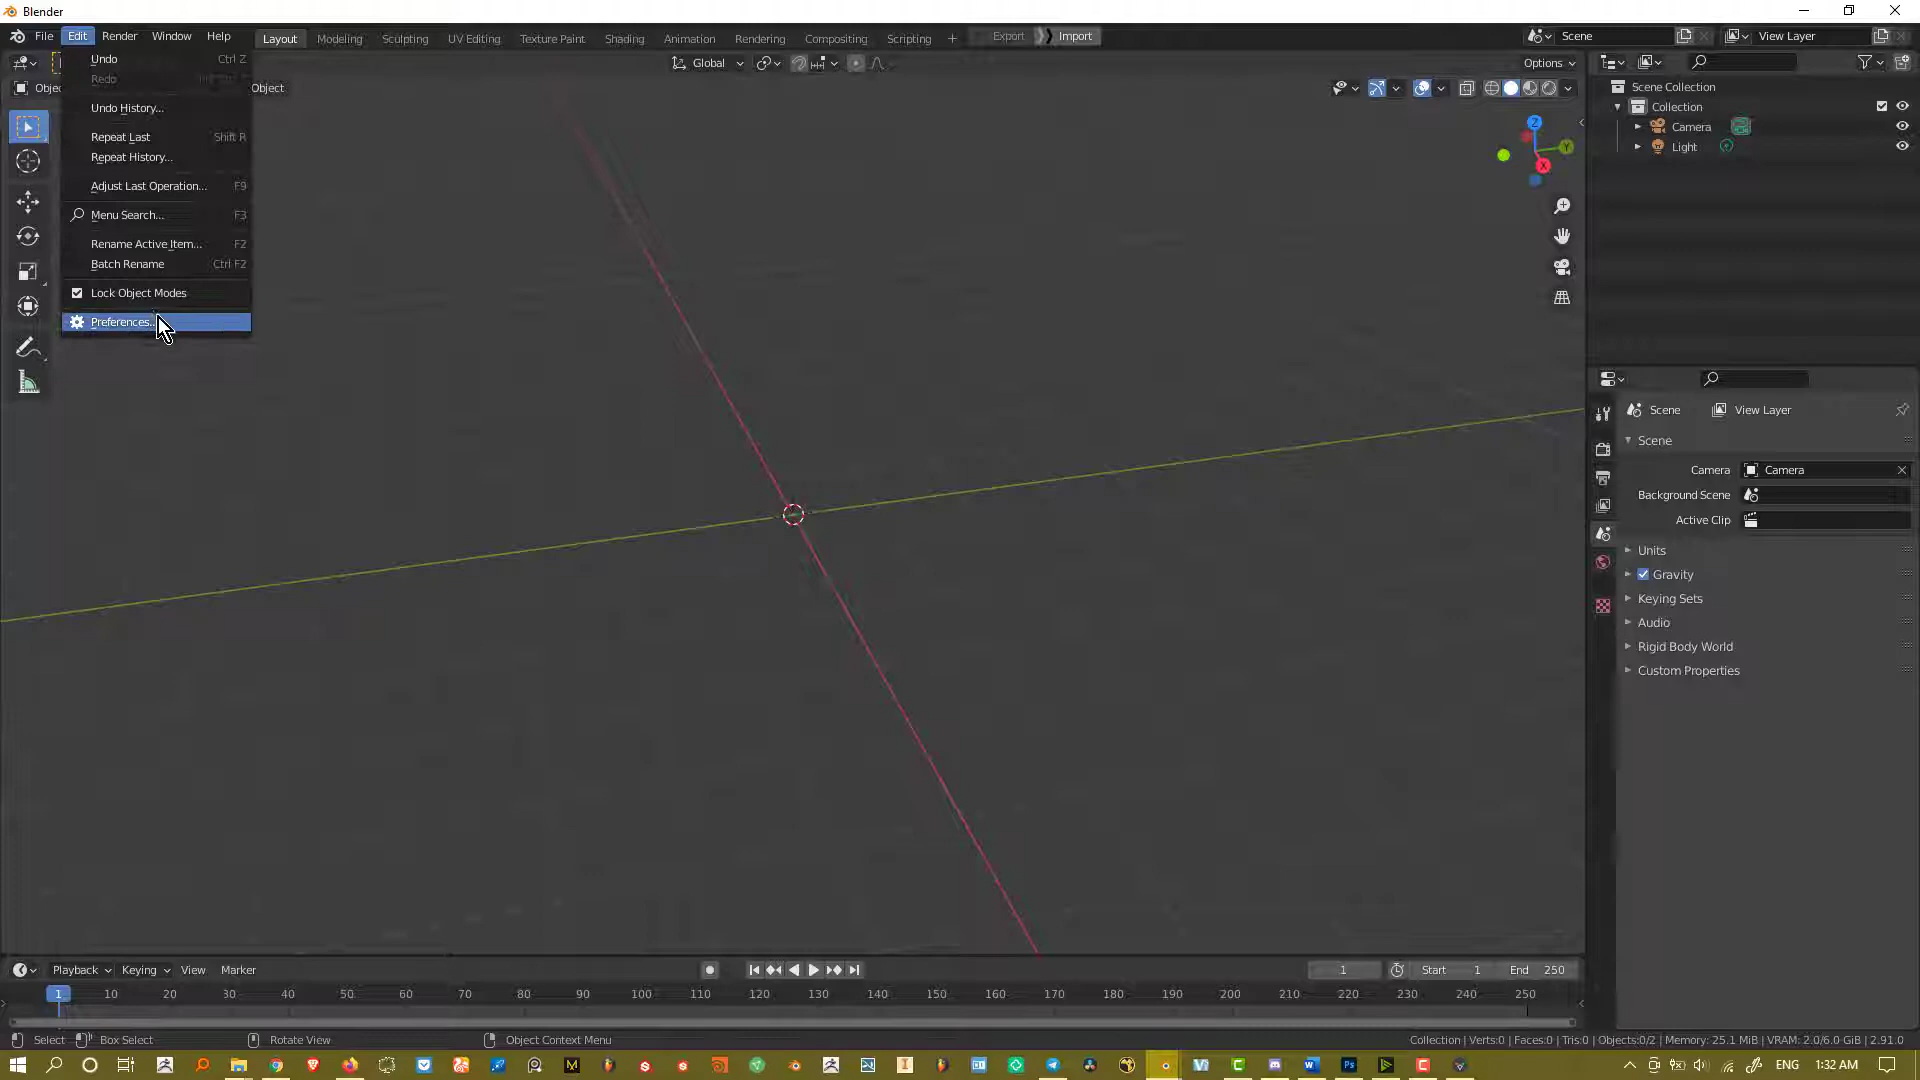 Blender
File Edit Render Window Help Layout Modeling Sculpting UV Editing Texture Paint Shading Animation Rendering Compositing Scripting + Export Import Scene View Layer
Global Options
Object
Undo Ctrl Z
Redo
Undo History...
Repeat Last Shift R
Repeat History...
Adjust Last Operation... F9
Menu Search... F3
Rename Active Item... F2
Batch Rename Ctrl F2
Lock Object Modes
Preferences...
Z
Y
X
Scene Collection
Collection
Camera
Light
Scene View Layer
Scene
Camera Camera
Background Scene
Active Clip
Units
Gravity
Keying Sets
Audio
Rigid Body World
Custom Properties
Playback Keying View Marker 1 Start 1 End 250
1 10 20 30 40 50 60 70 80 90 100 110 120 130 140 150 160 170 180 190 200 210 220 230 240 250
Select Box Select Rotate View Object Context Menu Collection | Verts:0 | Faces:0 | Tris:0 | Objects:0/2 | Memory: 25.1 MiB | VRAM: 2.0/6.0 GiB | 2.91.0
ENG 1:32 AM